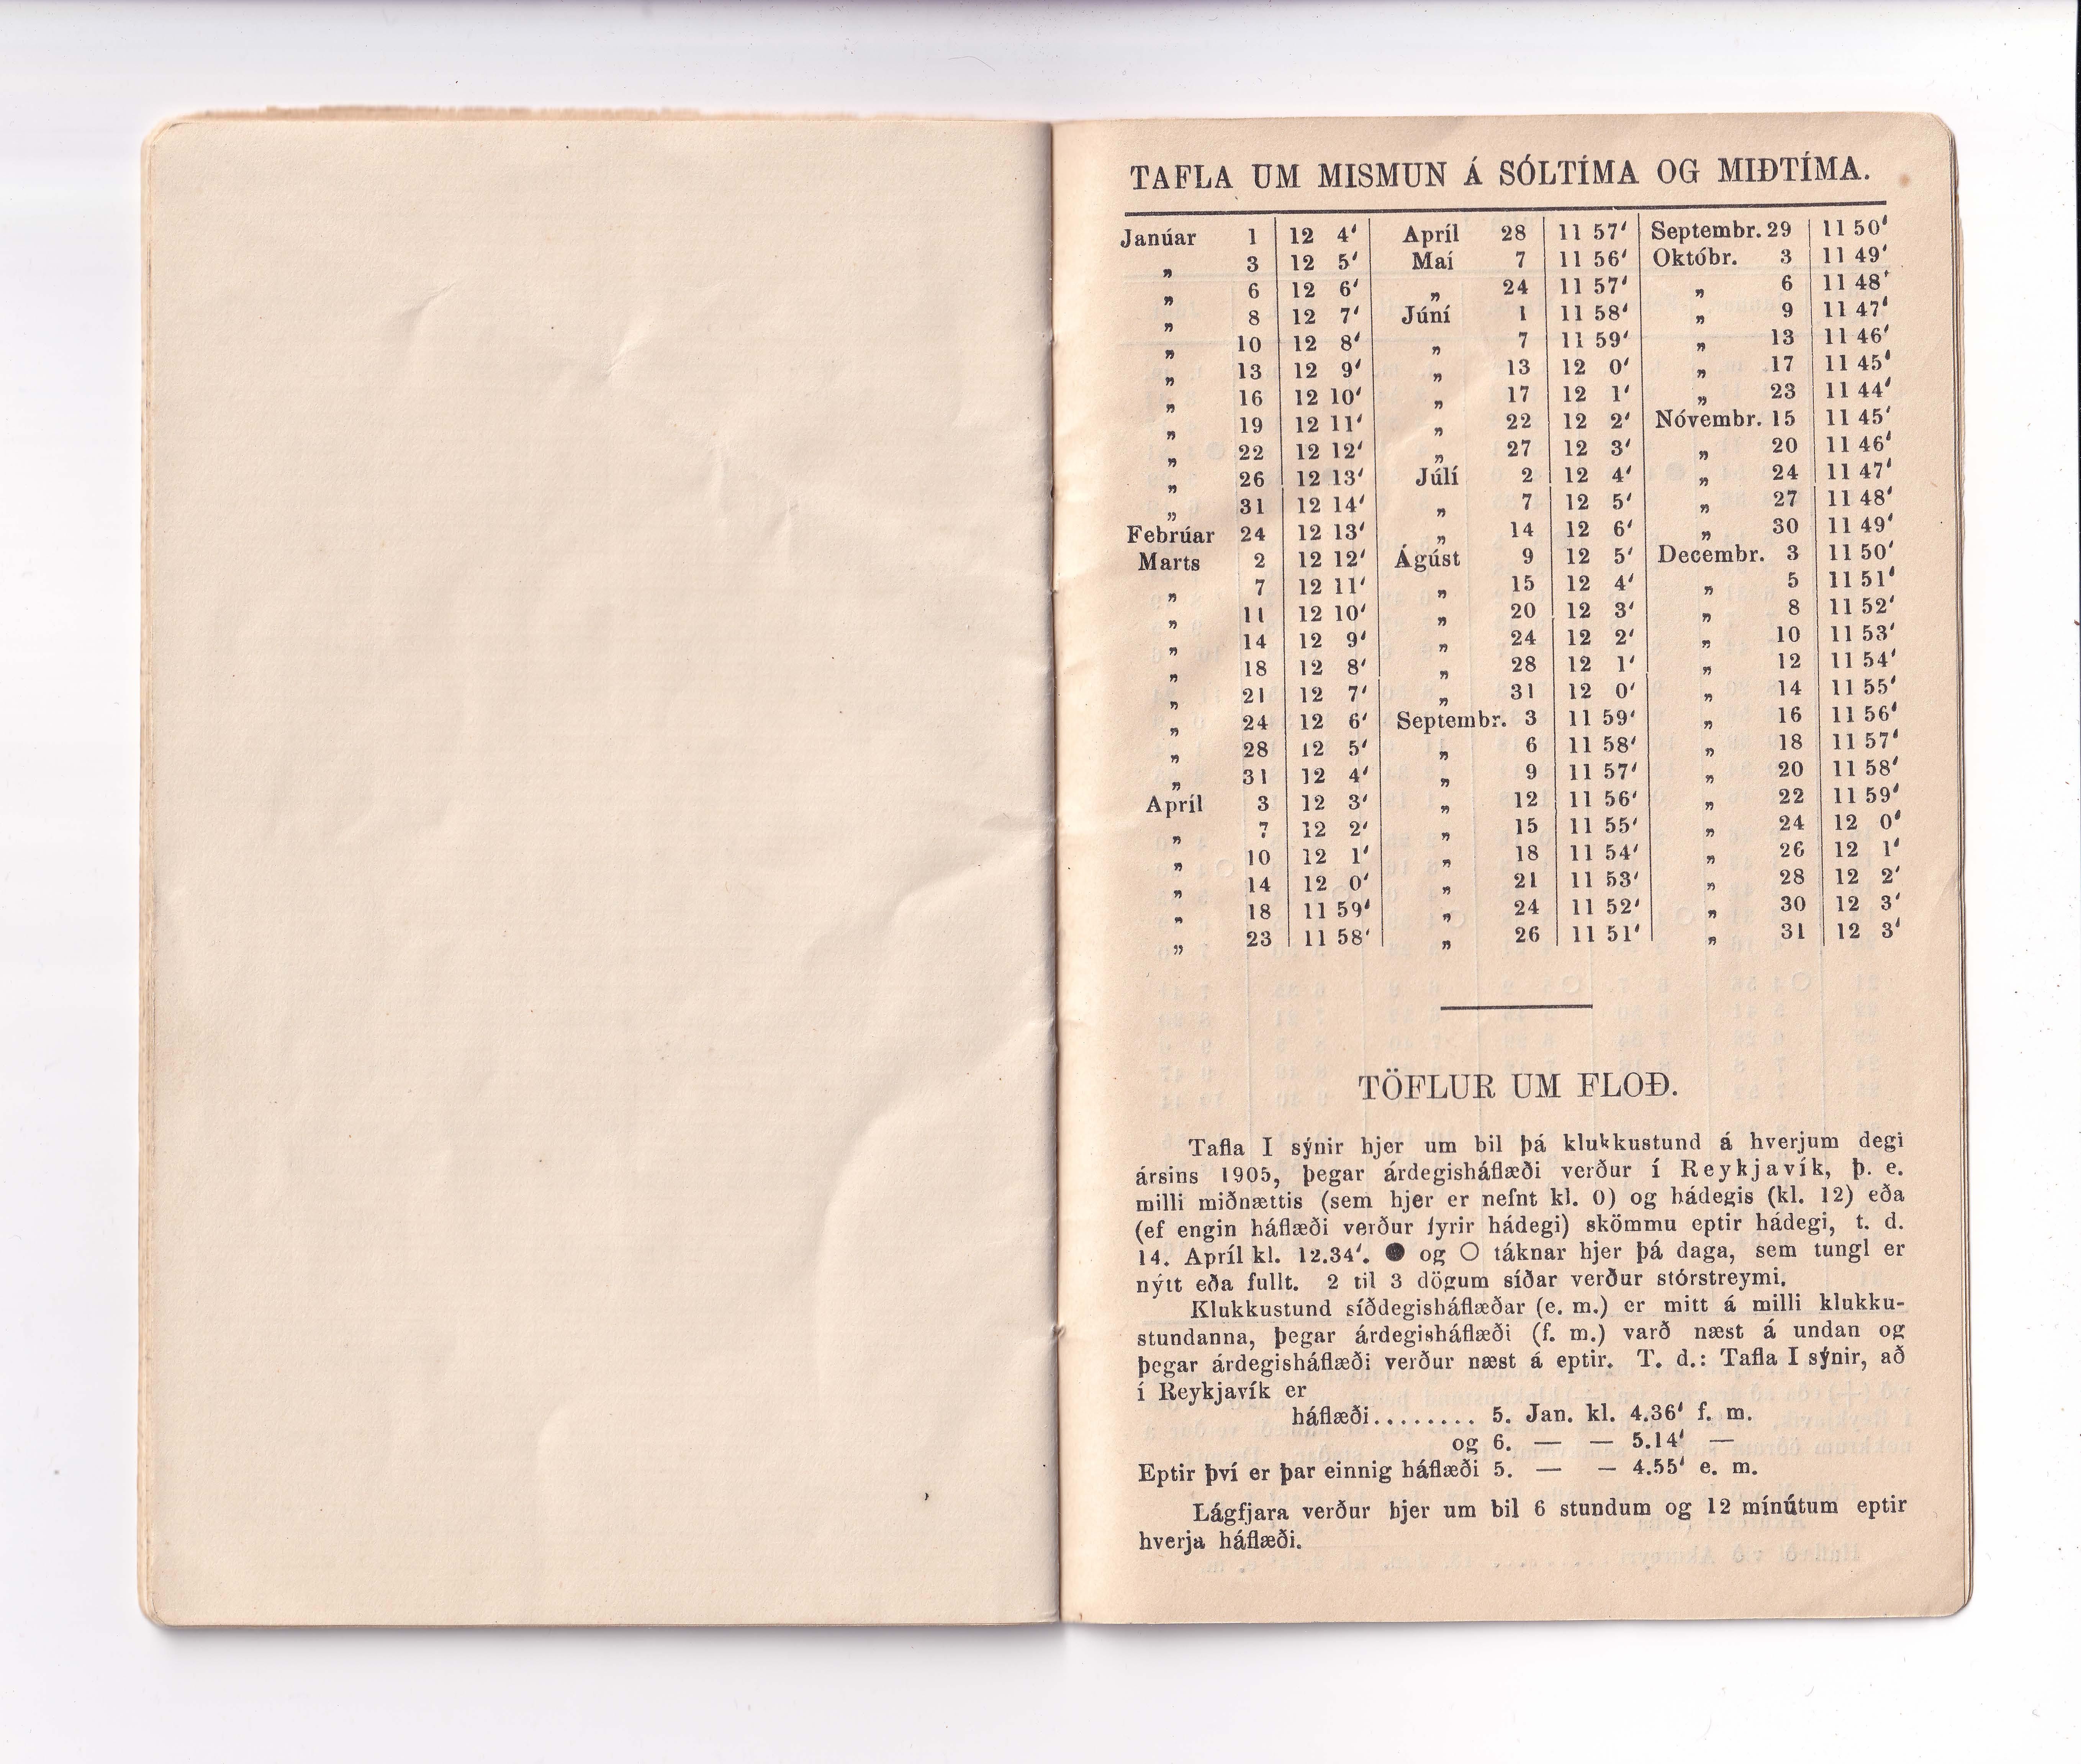 TAFLA UM MISMUN Á SÓLTÍMA OG MIÐTÍMA.
Janúar 1 12 4' Apríl 28 11 57' Septembr. 29 11 50'
„ 3 12 5' Maí 7 11 56' Októbr. 3 11 49'
„ 6 12 6' „ 24 11 57' „ 6 11 48'
„ 8 12 7' Júní 1 11 58' „ 9 11 47'
„ 10 12 8' „ 7 11 59' „ 13 11 46'
„ 13 12 9' „ 13 12 0' „ 17 11 45'
„ 16 12 10' „ 17 12 1' „ 23 11 44'
„ 19 12 11' „ 22 12 2' Nóvembr. 15 11 45'
„ 22 12 12' „ 27 12 3' „ 20 11 46'
„ 26 12 13' Júlí 2 12 4' „ 24 11 47'
„ 31 12 14' „ 7 12 5' „ 27 11 48'
Febrúar 24 12 13' „ 14 12 6' „ 30 11 49'
Marts 2 12 12' Ágúst 9 12 5' Decembr. 3 11 50'
„ 7 12 11' „ 15 12 4' „ 5 11 51'
„ 11 12 10' „ 20 12 3' „ 8 11 52'
„ 14 12 9' „ 24 12 2' „ 10 11 53'
„ 18 12 8' „ 28 12 1' „ 12 11 54'
„ 21 12 7' „ 31 12 0' „ 14 11 55'
„ 24 12 6' Septembr. 3 11 59' „ 16 11 56'
„ 28 12 5' „ 6 11 58' „ 18 11 57'
„ 31 12 4' „ 9 11 57' „ 20 11 58'
Apríl 3 12 3' „ 12 11 56' „ 22 11 59'
„ 7 12 2' „ 15 11 55' „ 24 12 0'
„ 10 12 1' „ 18 11 54' „ 26 12 1'
„ 14 12 0' „ 21 11 53' „ 28 12 2'
„ 18 11 59' „ 24 11 52' „ 30 12 3'
„ 23 11 58' „ 26 11 51' „ 31 12 3'
TÖFLUR UM FLOÐ.
Tafla I sýnir hjer um bil þá klukkustund á hverjum degi
ársins 1905, þegar árdegisháflæði verður í Reykjavík, þ. e.
milli miðnættis (sem hjer er nefnt kl. 0) og hádegis (kl. 12) eða
(ef engin háflæði verður fyrir hádegi) skömmu eptir hádegi, t. d.
14. Apríl kl. 12.34'. ● og ○ táknar hjer þá daga, sem tungl er
nýtt eða fullt. 2 til 3 dögum síðar verður stórstreymi.
Klukkustund síðdegisháflæðar (e. m.) er mitt á milli klukku-
stundanna, þegar árdegisháflæði (f. m.) varð næst á undan og
þegar árdegisháflæði verður næst á eptir. T. d.: Tafla I sýnir, að
í Reykjavík er
háflæði........ 5. Jan. kl. 4.36' f. m.
og 6. — — 5.14' —
Eptir því er þar einnig háflæði 5. — — 4.55' e. m.
Lágfjara verður hjer um bil 6 stundum og 12 mínútum eptir
hverja háflæði.